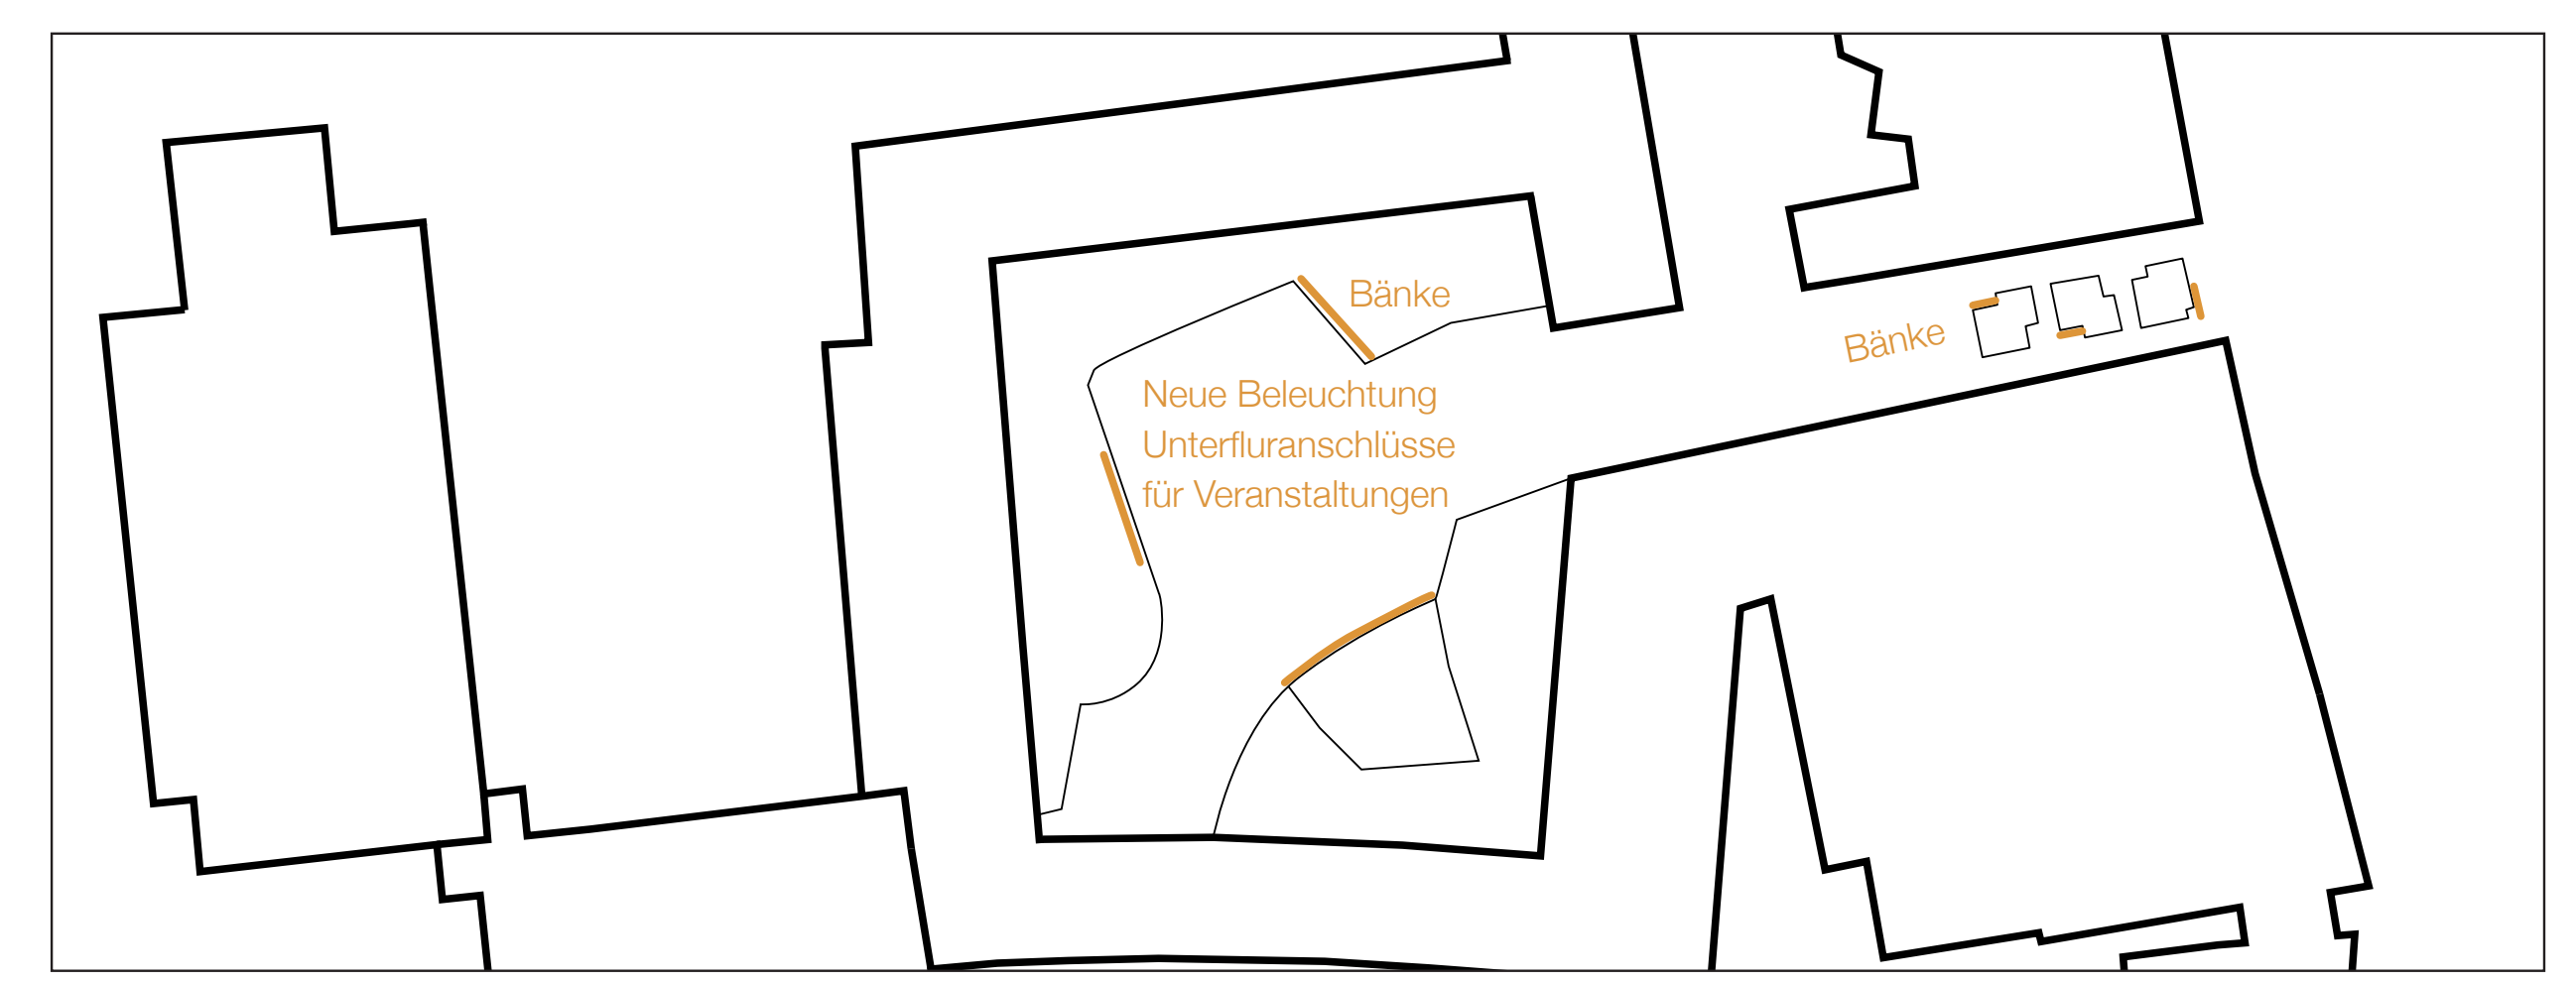 Bänke
Bänke
Neue Beleuchtung
Unterfluranschlüsse
für Veranstaltungen